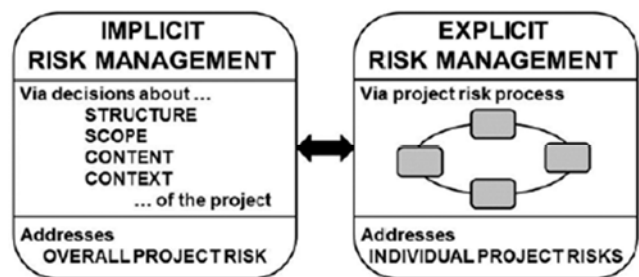 IMPLICIT
RISK MANAGEMENT
Via decisions about ...
STRUCTURE
SCOPE
CONTENT
CONTEXT
... of the project
Addresses
OVERALL PROJECT RISK
EXPLICIT
RISK MANAGEMENT
Via project risk process
Addresses
INDIVIDUAL PROJECT RISKS